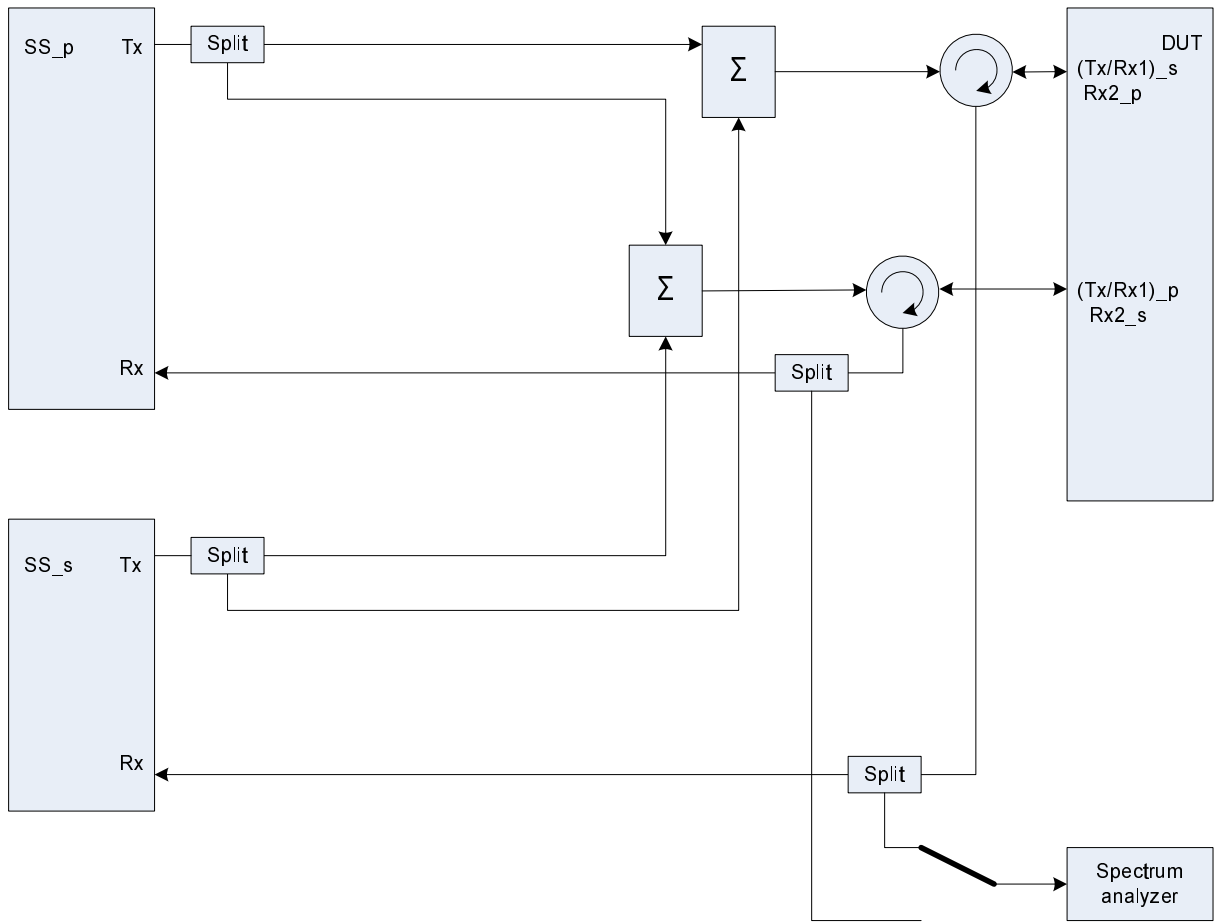 SS_p Tx
Split
Σ
DUT
(Tx/Rx1)_s
Rx2_p
Σ
(Tx/Rx1)_p
Rx2_s
Rx
Split
SS_s Tx
Split
Rx
Split
Spectrum
analyzer